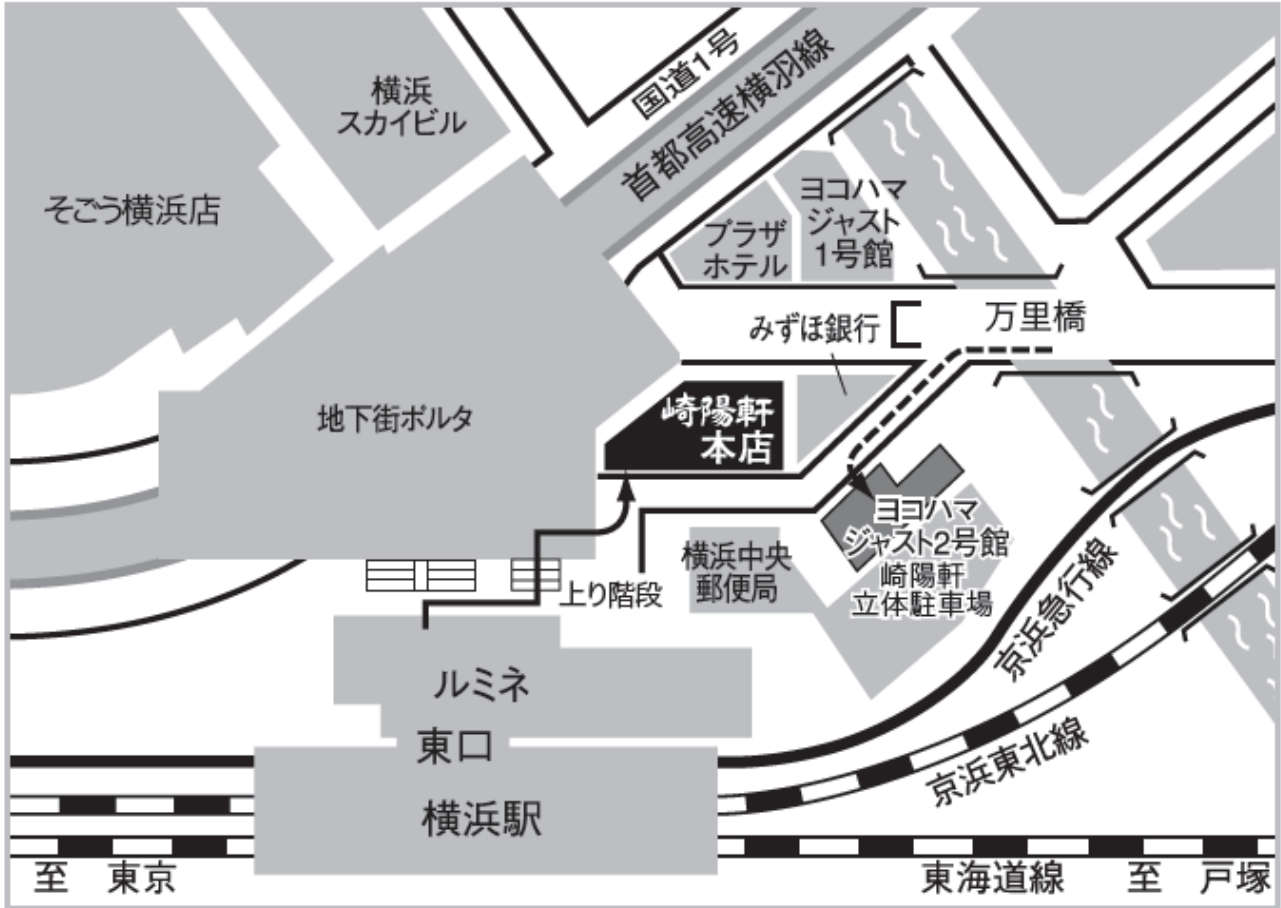 国道1号
首都高速横羽線
横浜
スカイビル
そごう横浜店
ヨコハマ
ジャスト
1号館
プラザ
ホテル
みずほ銀行
万里橋
地下街ポルタ
崎陽軒
本店
ヨコハマ
ジャスト2号館
崎陽軒
立体駐車場
横浜中央
郵便局
上り階段
京浜急行線
ルミネ
東口
京浜東北線
横浜駅
至 東京
東海道線
至 戸塚